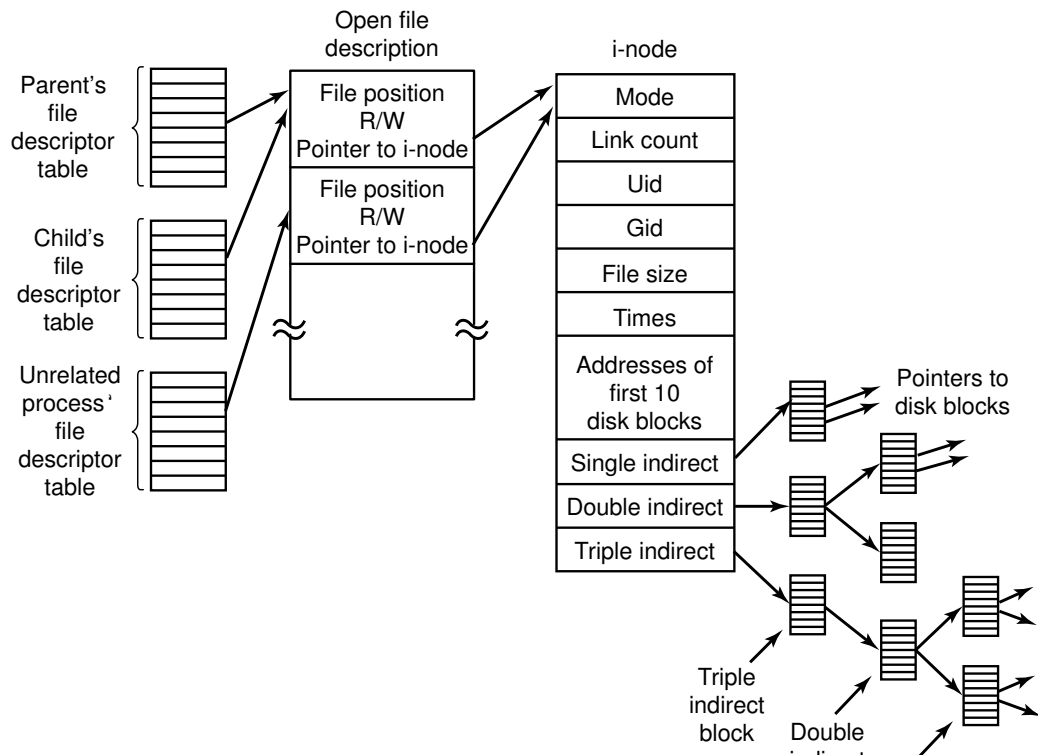 Open file
description
i-node
Parent's
file
descriptor
table
File position
R/W
Pointer to i-node
File position
R/W
Pointer to i-node
Child's
file
descriptor
table
Unrelated
process'
file
descriptor
table
Mode
Link count
Uid
Gid
File size
Times
Addresses of
first 10
disk blocks
Single indirect
Double indirect
Triple indirect
Pointers to
disk blocks
Triple
indirect
block
Double